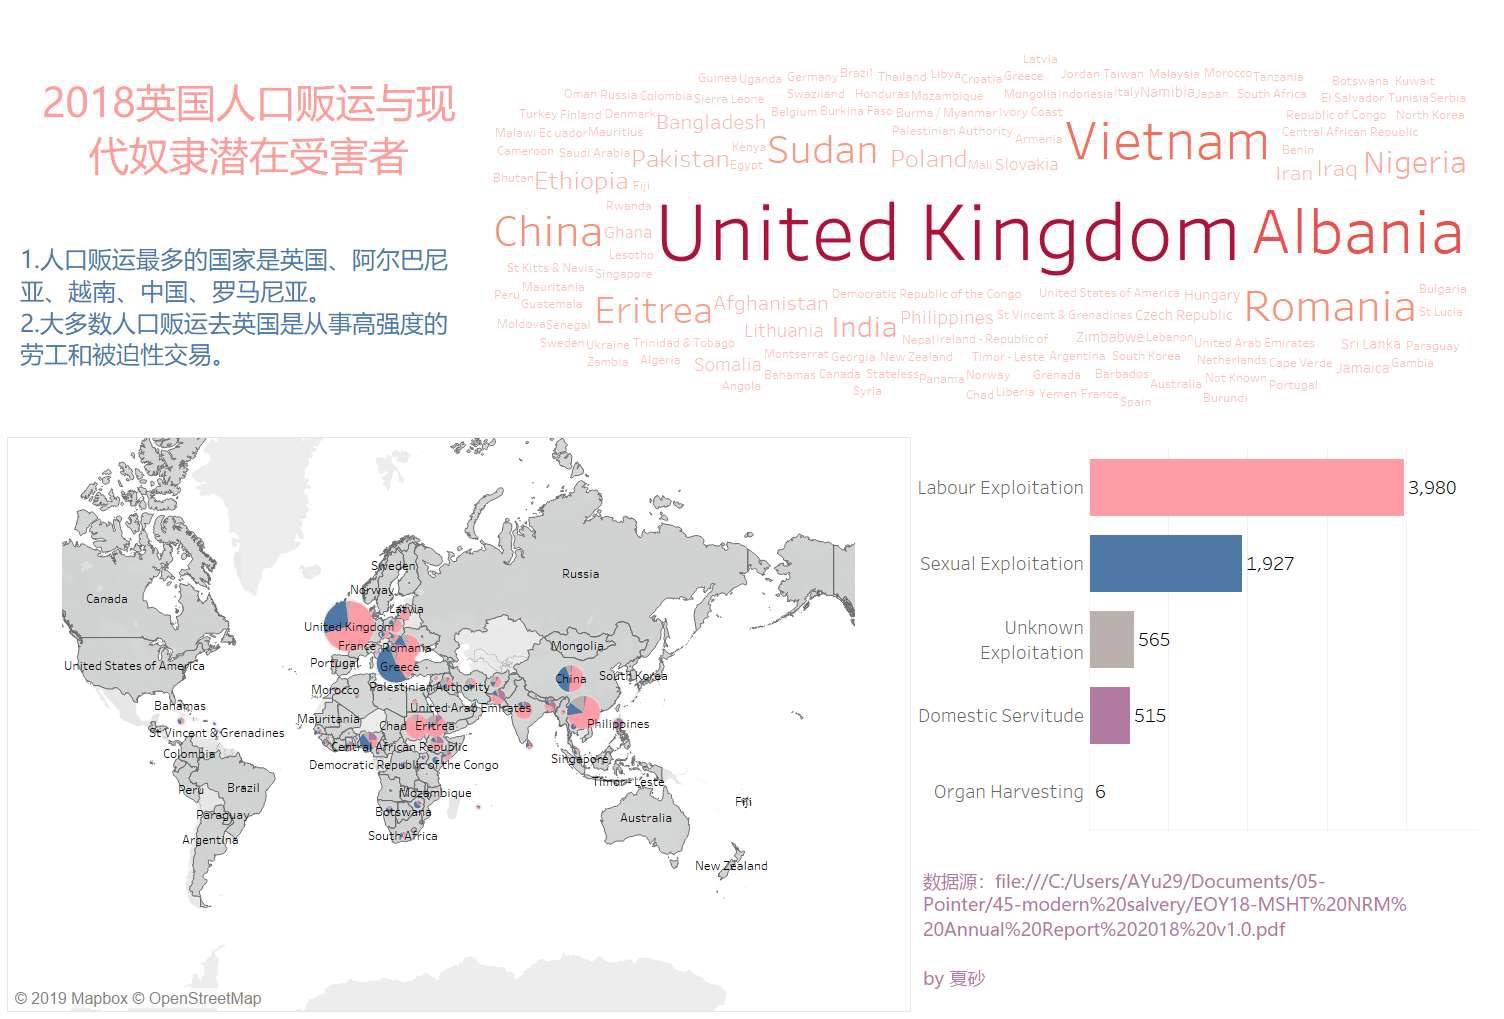 2018英国人口贩运与现
代奴隶潜在受害者
1.人口贩运最多的国家是英国、阿尔巴尼
亚、越南、中国、罗马尼亚。
2.大多数人口贩运去英国是从事高强度的
劳工和被迫性交易。
Latvia
Guinea Uganda Germany Brazil Thailand Libya Croatia Greece Jordan Taiwan Malaysia Morocco Tanzania Botswana Kuwait
Oman Russia Colombia Sierra Leone Swaziland Honduras Mozambique Mongolia Indonesia Italy Namibia Japan South Africa El Salvador Tunisia Serbia
Turkey Finland Denmark Bangladesh Belgium Burkina Faso Burma / Myanmar Ivory Coast Vietnam Republic of Congo North Korea
Malawi Ecuador Mauritius Kenya Sudan Palestinian Authority Armenia Central African Republic
Cameroon Saudi Arabia Pakistan Egypt Poland Mali Slovakia Benin Iran Iraq Nigeria
Bhutan Ethiopia Fiji
Rwanda
China Ghana United Kingdom Albania
Lesotho
St Kitts & Nevis Singapore
Mauritania
Peru Guatemala Eritrea Afghanistan Democratic Republic of the Congo United States of America Hungary Romania Bulgaria
Moldova Senegal Lithuania India Philippines St Vincent & Grenadines Czech Republic St Lucia
Sweden Ukraine Trinidad & Tobago Nepal Ireland - Republic of Zimbabwe Lebanon United Arab Emirates Sri Lanka Paraguay
Zambia Algeria Somalia Montserrat Georgia New Zealand Timor - Leste Argentina South Korea Netherlands Cape Verde Jamaica Gambia
Angola Bahamas Canada Stateless Panama Norway Grenada Barbados Australia Not Known Portugal
Syria Chad Liberia Yemen France Spain Burundi
Sweden
Russia
Norway
Canada
Latvia
United Kingdom
France Romania Mongolia
United States of America Portugal Greece
China South Korea
Morocco Palestinian Authority
Bahamas United Arab Emirates
Mauritania Chad Eritrea Philippines
St Vincent & Grenadines
Colombia Central African Republic
Democratic Republic of the Congo Singapore
Timor - Leste
Peru Brazil Mozambique
Fiji
Paraguay Botswana Australia
Argentina South Africa
New Zealand
© 2019 Mapbox © OpenStreetMap
Labour Exploitation 3,980
Sexual Exploitation 1,927
Unknown
Exploitation 565
Domestic Servitude 515
Organ Harvesting 6
数据源：file:///C:/Users/AYu29/Documents/05-
Pointer/45-modern%20salvery/EOY18-MSHT%20NRM%
20Annual%20Report%202018%20v1.0.pdf
by 夏砂